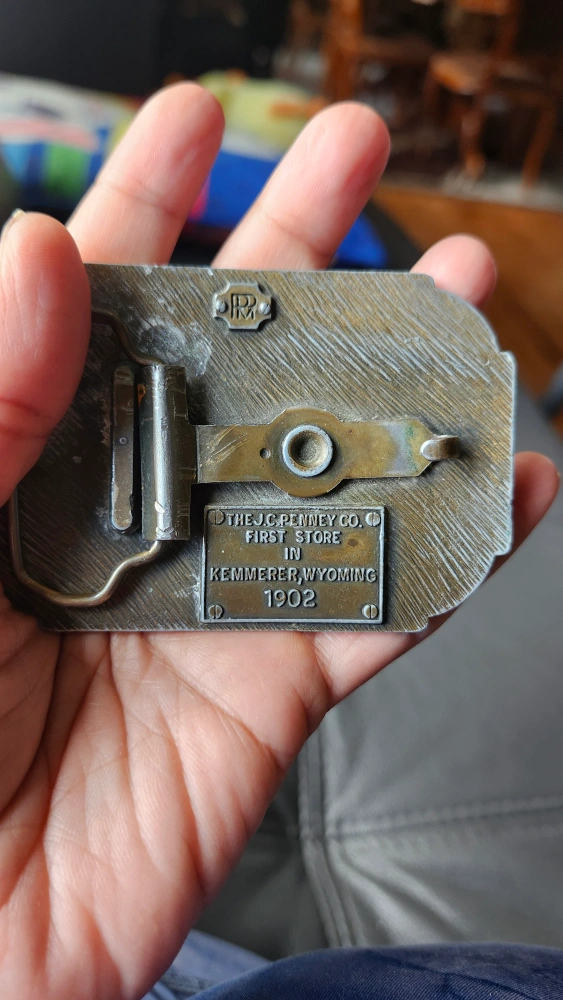 THE J.C. PENNEY CO.
FIRST STORE
IN
KEMMERER, WYOMING
1902